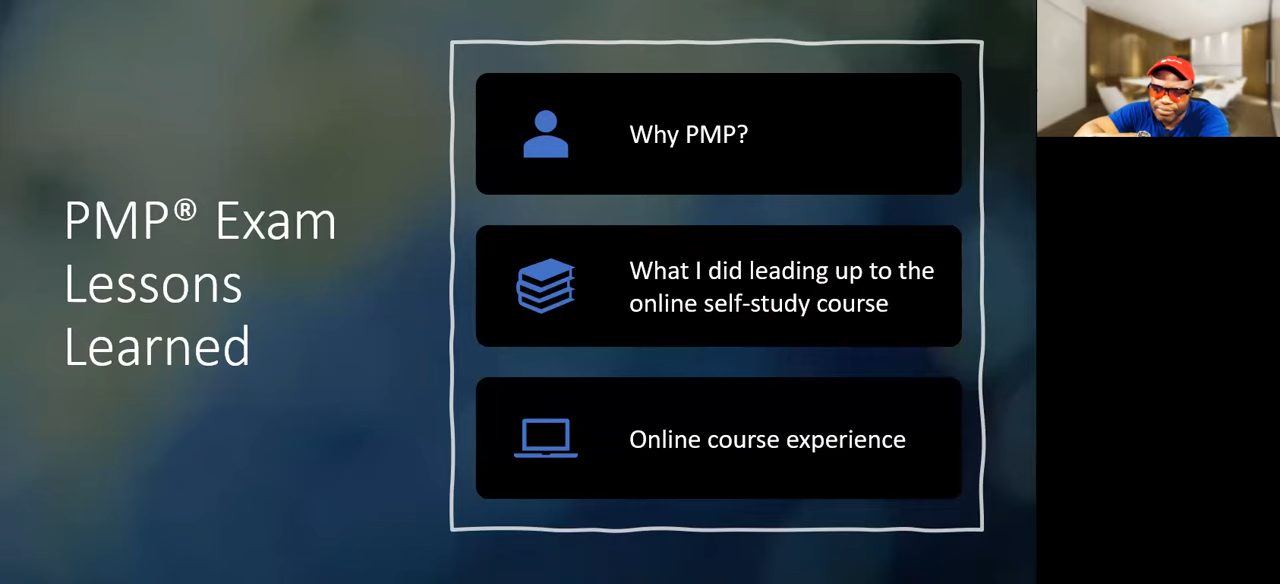 PMP® Exam
Lessons
Learned
Why PMP?
What I did leading up to the
online self-study course
Online course experience